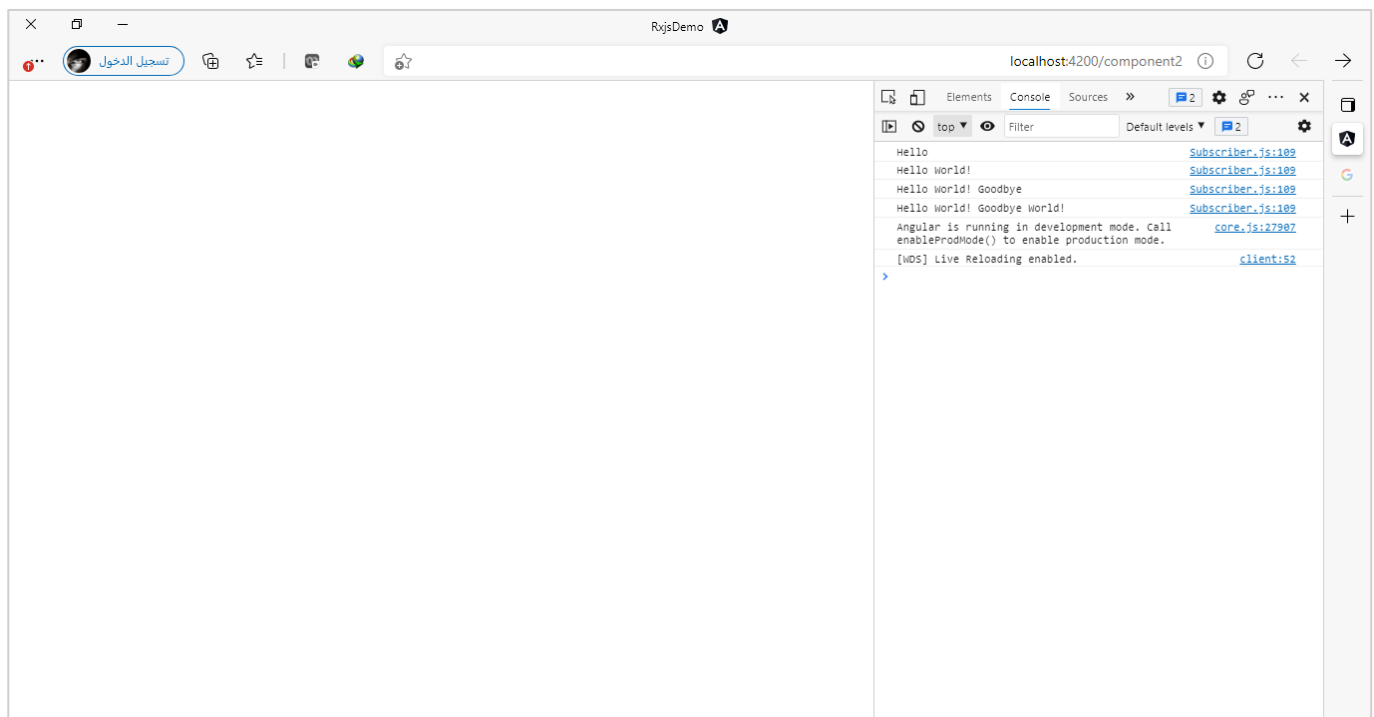 RxjsDemo
تسجيل الدخول
localhost:4200/component2
Elements Console Sources 2
top Filter Default levels 2
Hello Subscriber.js:109
Hello World! Subscriber.js:109
Hello World! Goodbye Subscriber.js:109
Hello World! Goodbye World! Subscriber.js:109
Angular is running in development mode. Call core.js:27907
enableProdMode() to enable production mode.
[WDS] Live Reloading enabled. client:52